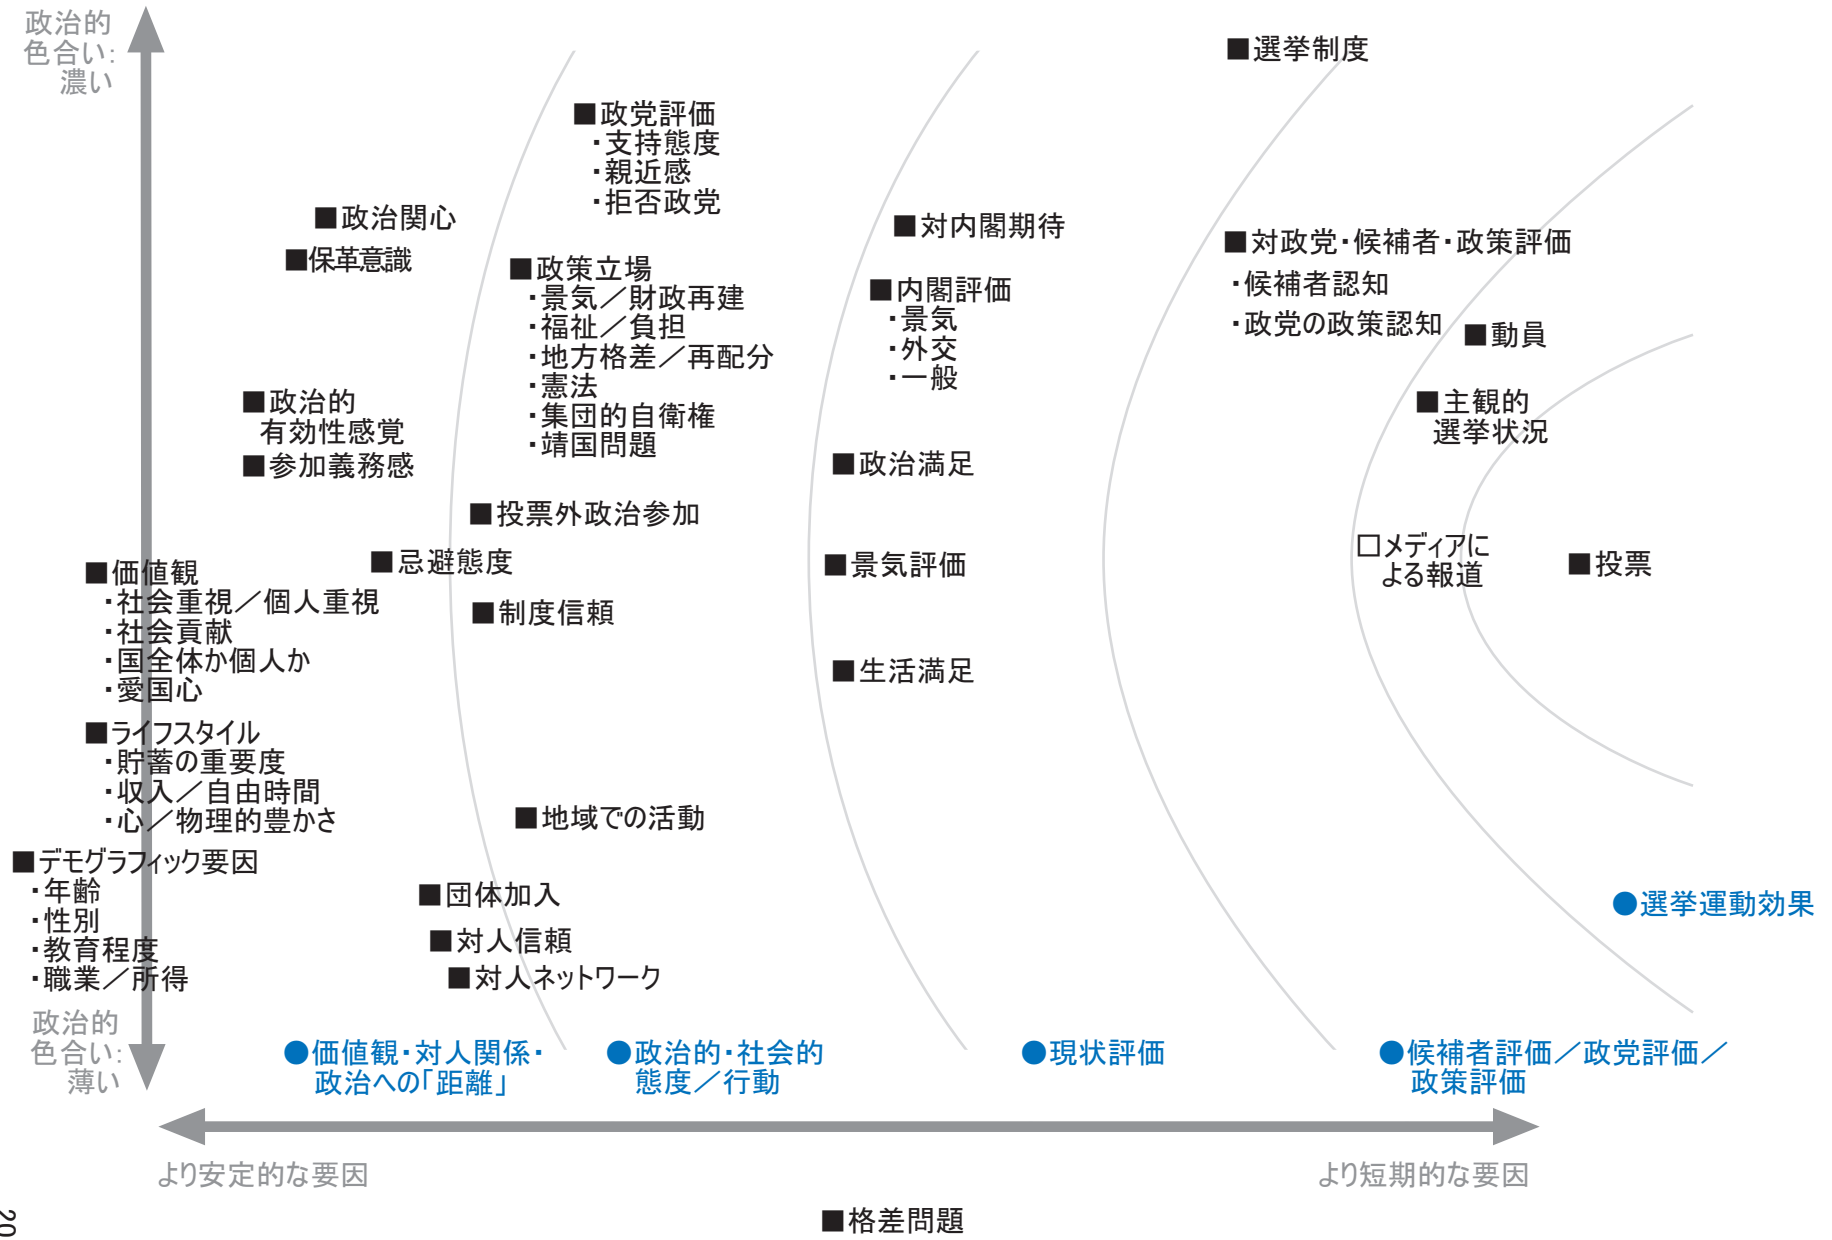 政治的
色合い：
濃い
■選挙制度
■政党評価
・支持態度
・親近感
・拒否政党
■政治関心
■保革意識
■対内閣期待
■対政党・候補者・政策評価
・候補者認知
・政党の政策認知
■動員
■政策立場
・景気／財政再建
・福祉／負担
・地方格差／再配分
・憲法
・集団的自衛権
・靖国問題
■内閣評価
・景気
・外交
・一般
■政治的
有効性感覚
■参加義務感
■主観的
選挙状況
■政治満足
■投票外政治参加
■忌避態度
■景気評価
□メディアに
よる報道
■投票
■価値観
・社会重視／個人重視
・社会貢献
・国全体か個人か
・愛国心
■制度信頼
■生活満足
■ライフスタイル
・貯蓄の重要度
・収入／自由時間
・心／物理的豊かさ
■地域での活動
■デモグラフィック要因
・年齢
・性別
・教育程度
・職業／所得
■団体加入
■対人信頼
■対人ネットワーク
●選挙運動効果
政治的
色合い：
薄い
●価値観・対人関係・
政治への「距離」
●政治的・社会的
態度／行動
●現状評価
●候補者評価／政党評価／
政策評価
より安定的な要因
より短期的な要因
■格差問題
20